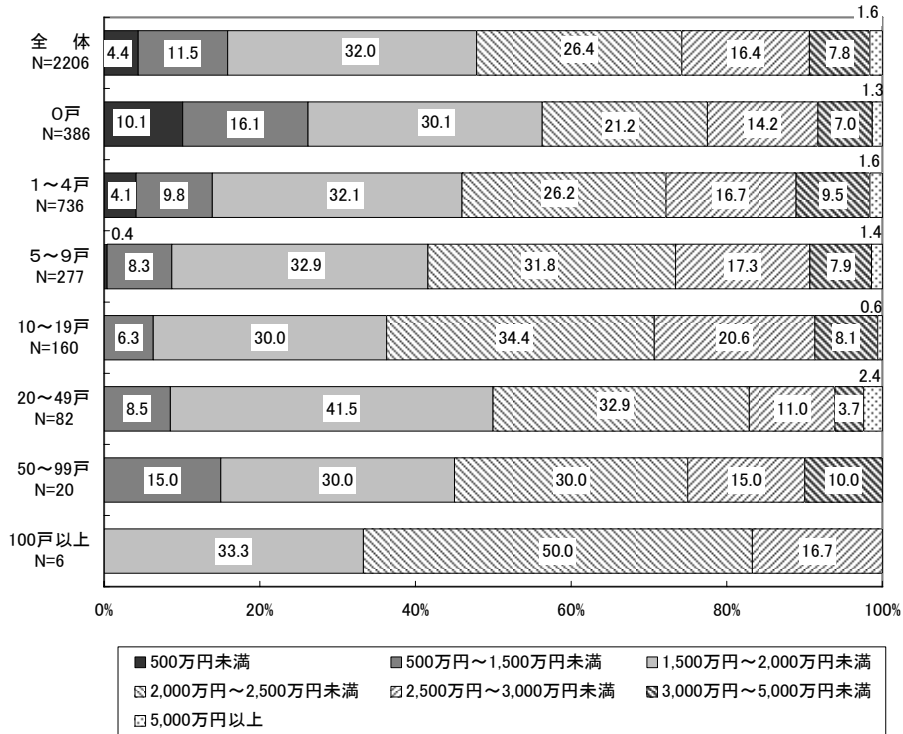 1.6
全 体
N=2206
4.4 11.5 32.0 26.4 16.4 7.8
1.3
0戸
N=386
10.1 16.1 30.1 21.2 14.2 7.0
1.6
1～4戸
N=736
4.1 9.8 32.1 26.2 16.7 9.5
0.4 1.4
5～9戸
N=277
8.3 32.9 31.8 17.3 7.9
0.6
10～19戸
N=160
6.3 30.0 34.4 20.6 8.1
2.4
20～49戸
N=82
8.5 41.5 32.9 11.0 3.7
50～99戸
N=20
15.0 30.0 30.0 15.0 10.0
100戸以上
N=6
33.3 50.0 16.7
0% 20% 40% 60% 80% 100%
500万円未満 500万円～1,500万円未満 1,500万円～2,000万円未満
2,000万円～2,500万円未満 2,500万円～3,000万円未満 3,000万円～5,000万円未満
5,000万円以上